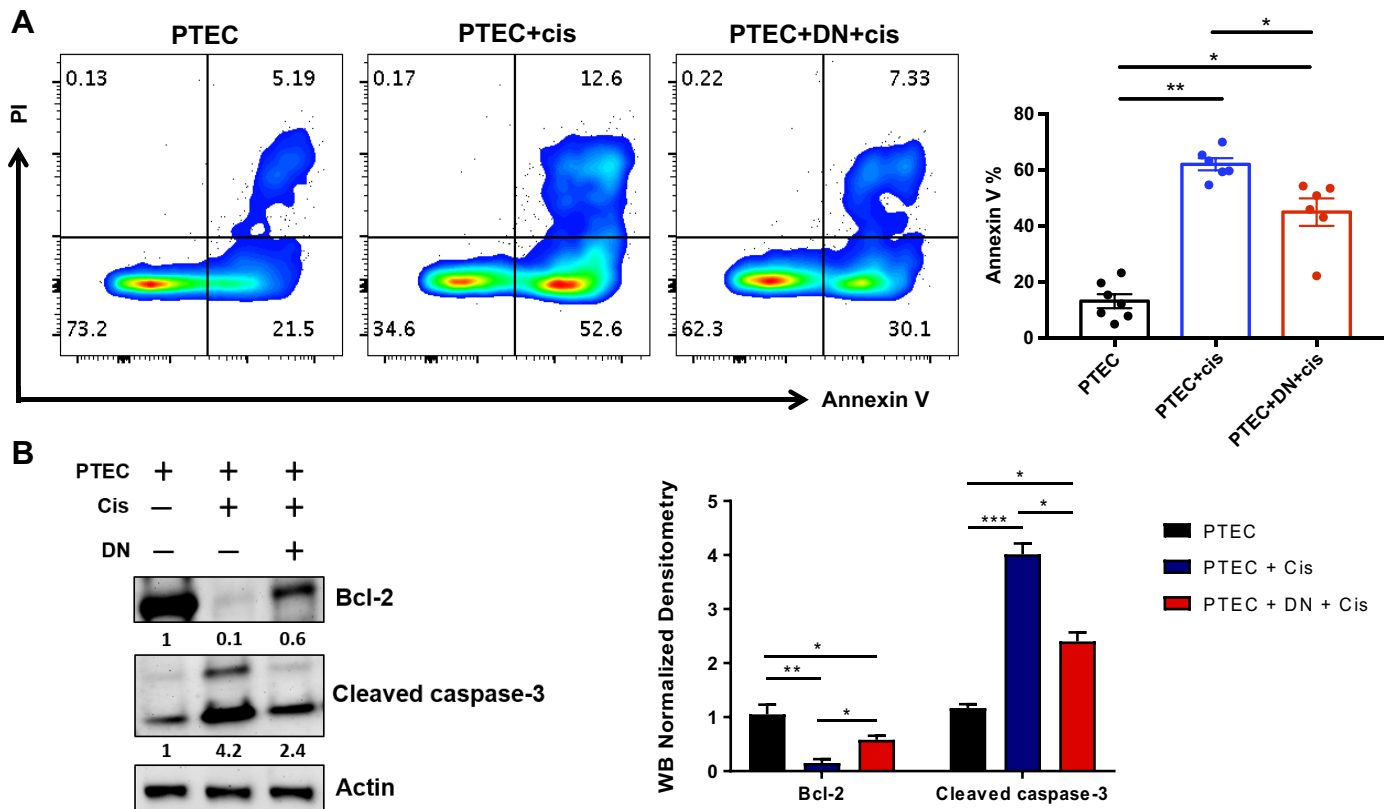 A
PTEC
PTEC+cis
PTEC+DN+cis
0.13
5.19
0.17
12.6
0.22
7.33
73.2
21.5
34.6
52.6
62.3
30.1
PI
Annexin V
*
*
**
80
60
40
20
0
Annexin V %
PTEC
PTEC+cis
PTEC+DN+cis
B
PTEC + + +
Cis — + +
DN — — +
Bcl-2
1 0.1 0.6
Cleaved caspase-3
1 4.2 2.4
Actin
WB Normalized Densitometry
5
4
3
2
1
0
*
**
*
*
***
*
Bcl-2
Cleaved caspase-3
PTEC
PTEC + Cis
PTEC + DN + Cis